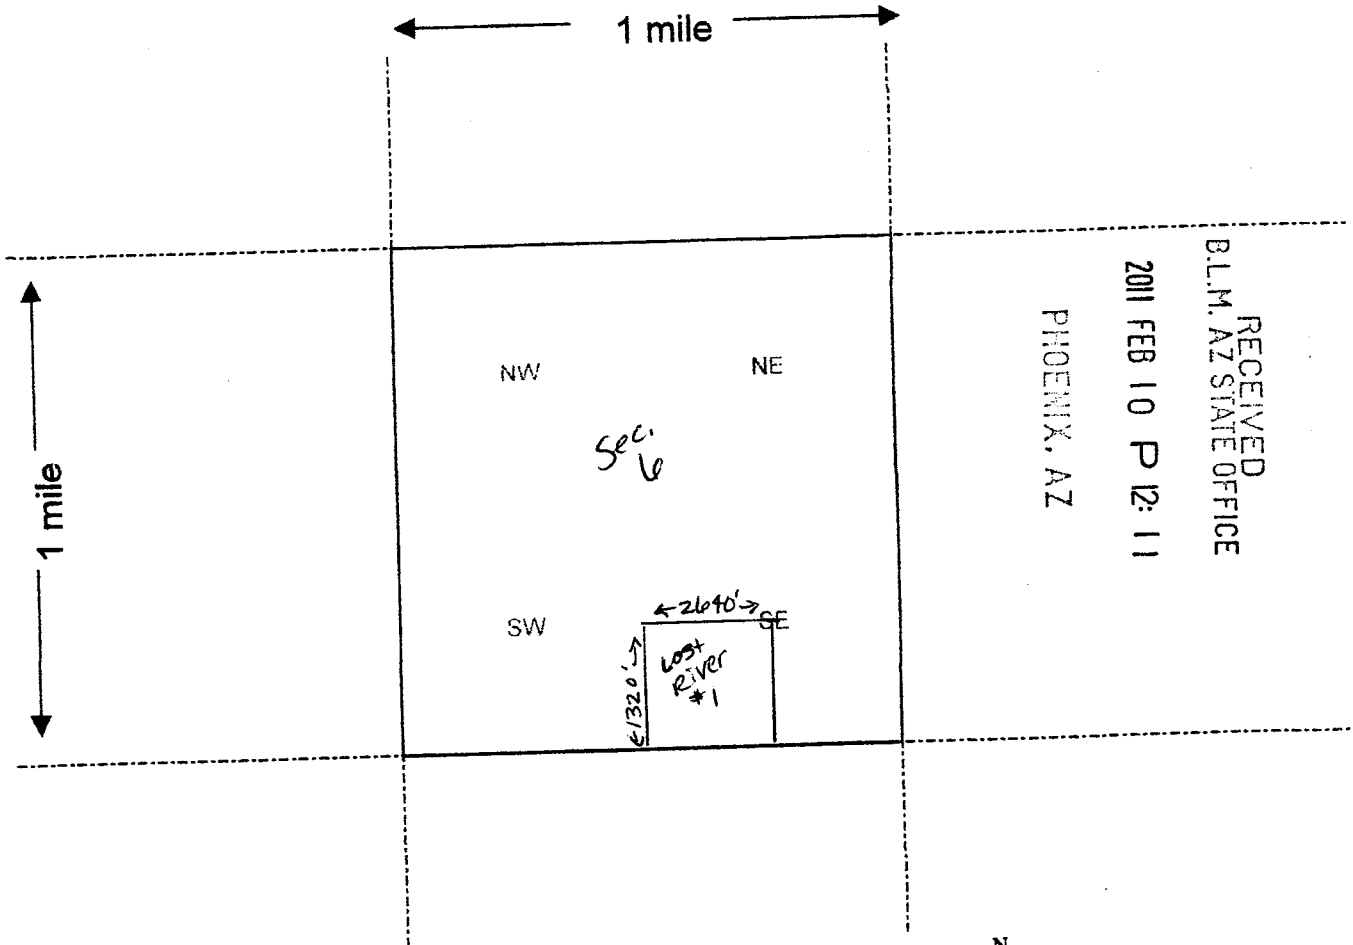 1 mile
1 mile
NW
NE
Sec.
6
SW
SE
←2640'→
←1320'→
Lost
River
#1
RECEIVED
B.L.M. AZ STATE OFFICE
2011 FEB 10 P 12: 11
PHOENIX, AZ
N